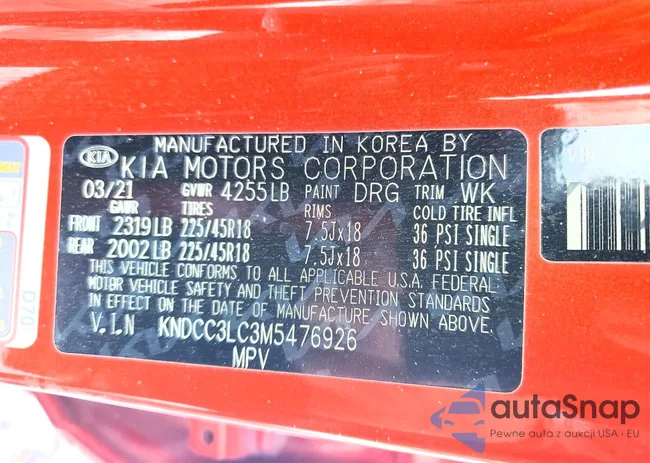 MANUFACTURED IN KOREA BY
KIA KIA MOTORS CORPORATION
03/21 GVWR 4255LB PAINT DRG TRIM WK
GAWR TIRES RIMS COLD TIRE INFL
FRONT 2319LB 225/45R18 7.5Jx18 36 PSI SINGLE
REAR 2002LB 225/45R18 7.5Jx18 36 PSI SINGLE
THIS VEHICLE CONFORMS TO ALL APPLICABLE U.S.A. FEDERAL
MOTOR VEHICLE SAFETY AND THEFT PREVENTION STANDARDS
IN EFFECT ON THE DATE OF MANUFACTURE SHOWN ABOVE.
V.I.N KNDCC3LC3M5476926
MPV
VIN
D70
autaSnap
Pewne auta z aukcji USA i EU